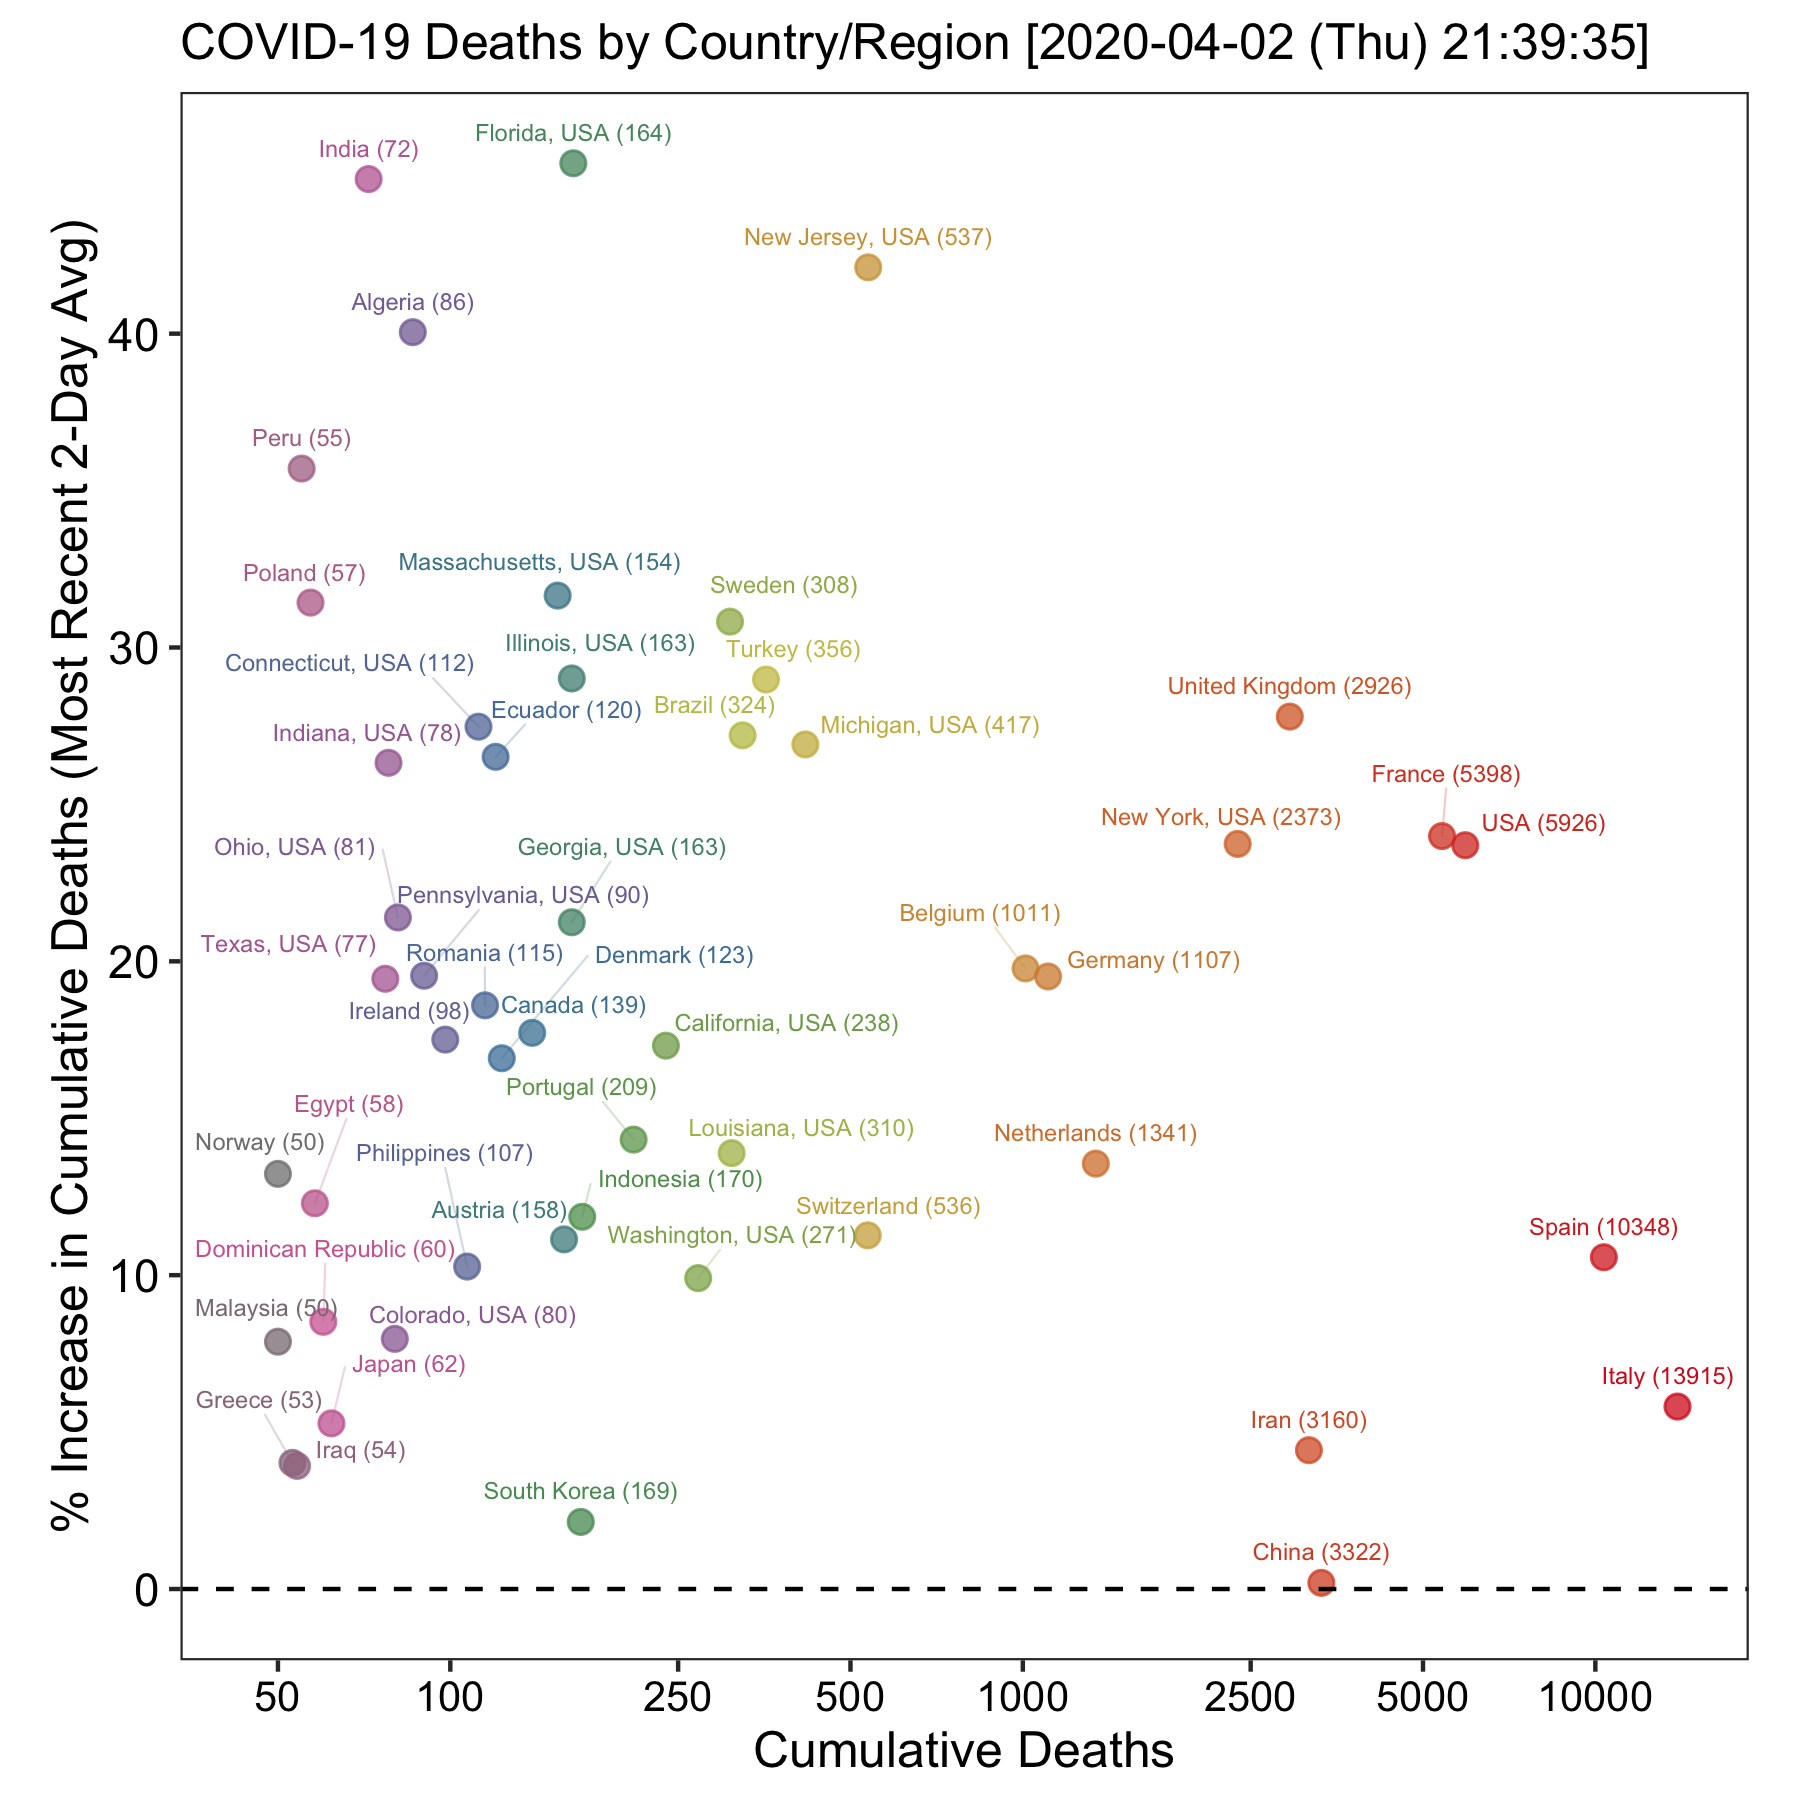 COVID-19 Deaths by Country/Region [2020-04-02 (Thu) 21:39:35]
% Increase in Cumulative Deaths (Most Recent 2-Day Avg)
Florida, USA (164)
India (72)
New Jersey, USA (537)
Algeria (86)
40
Peru (55)
Massachusetts, USA (154)
Poland (57)
Sweden (308)
30
Illinois, USA (163)
Turkey (356)
Connecticut, USA (112)
United Kingdom (2926)
Brazil (324)
Ecuador (120)
Michigan, USA (417)
Indiana, USA (78)
France (5398)
New York, USA (2373)
USA (5926)
Ohio, USA (81)
Georgia, USA (163)
Pennsylvania, USA (90)
Belgium (1011)
Texas, USA (77)
Romania (115)
Denmark (123)
Germany (1107)
20
Canada (139)
Ireland (98)
California, USA (238)
Portugal (209)
Egypt (58)
Louisiana, USA (310)
Netherlands (1341)
Norway (50)
Philippines (107)
Indonesia (170)
Switzerland (536)
Austria (158)
Spain (10348)
Washington, USA (271)
Dominican Republic (60)
10
Malaysia (50)
Colorado, USA (80)
Japan (62)
Italy (13915)
Greece (53)
Iran (3160)
Iraq (54)
South Korea (169)
China (3322)
0
50
100
250
500
1000
2500
5000
10000
Cumulative Deaths